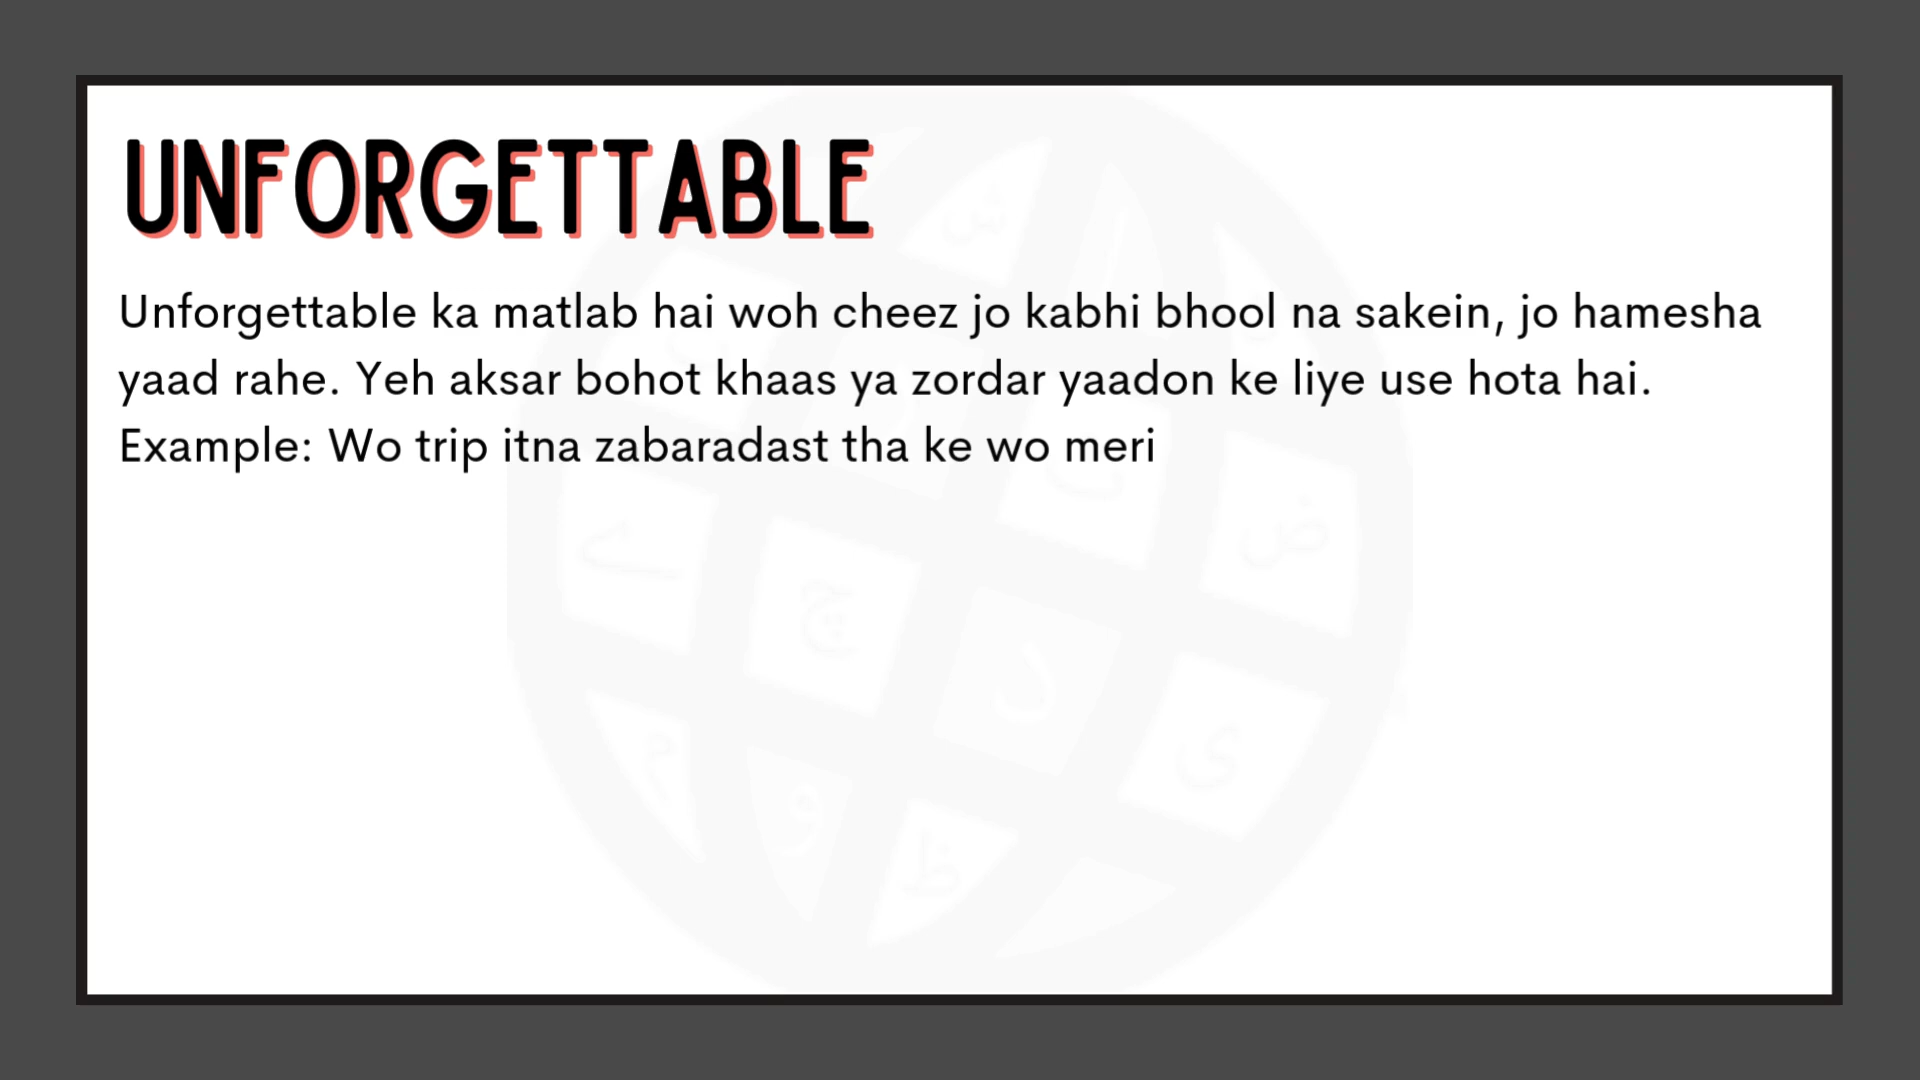 UNFORGETTABLE
Unforgettable ka matlab hai woh cheez jo kabhi bhool na sakein, jo hamesha
yaad rahe. Yeh aksar bohot khaas ya zordar yaadon ke liye use hota hai.
Example: Wo trip itna zabaradast tha ke wo meri
ش
ض
ے
چ
د
م
و
ظ
ی